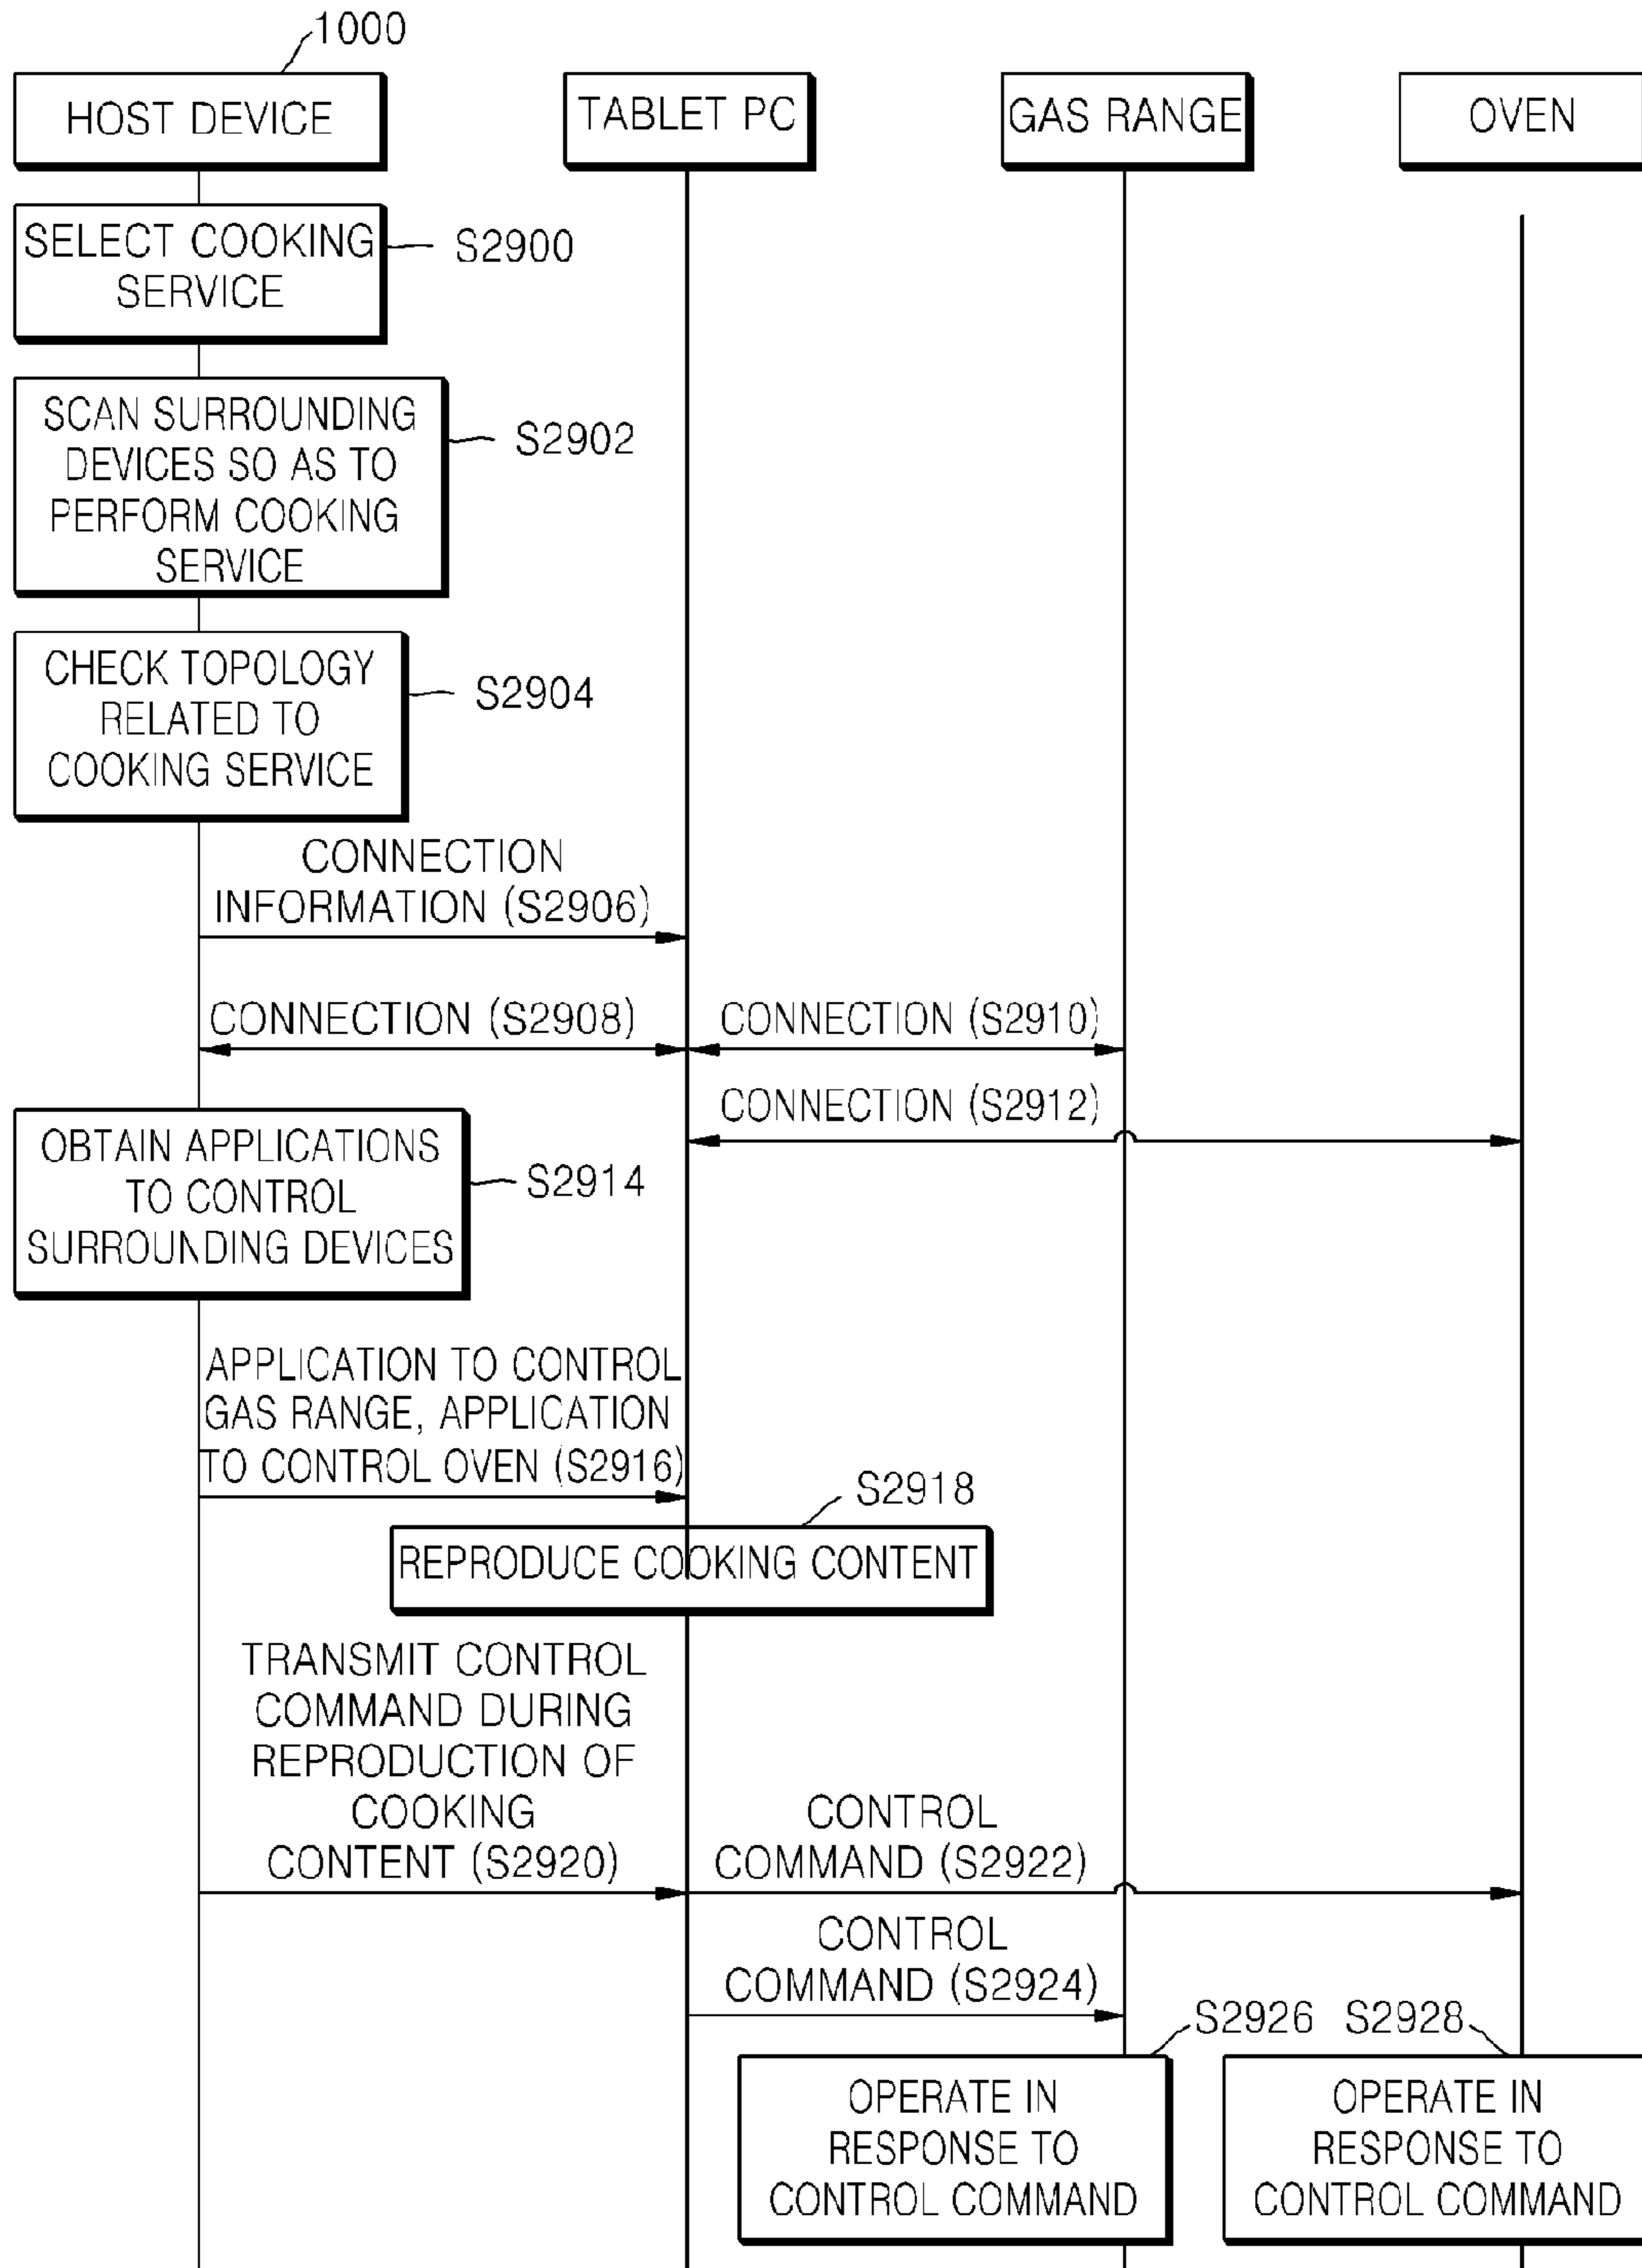 1000
HOST DEVICE
TABLET PC
GAS RANGE
OVEN
SELECT COOKING
SERVICE
S2900
SCAN SURROUNDING
DEVICES SO AS TO
PERFORM COOKING
SERVICE
S2902
CHECK TOPOLOGY
RELATED TO
COOKING SERVICE
S2904
CONNECTION
INFORMATION (S2906)
CONNECTION (S2908)
CONNECTION (S2910)
CONNECTION (S2912)
OBTAIN APPLICATIONS
TO CONTROL
SURROUNDING DEVICES
S2914
APPLICATION TO CONTROL
GAS RANGE, APPLICATION
TO CONTROL OVEN (S2916)
S2918
REPRODUCE COOKING CONTENT
TRANSMIT CONTROL
COMMAND DURING
REPRODUCTION OF
COOKING
CONTENT (S2920)
CONTROL
COMMAND (S2922)
CONTROL
COMMAND (S2924)
S2926
S2928
OPERATE IN
RESPONSE TO
CONTROL COMMAND
OPERATE IN
RESPONSE TO
CONTROL COMMAND